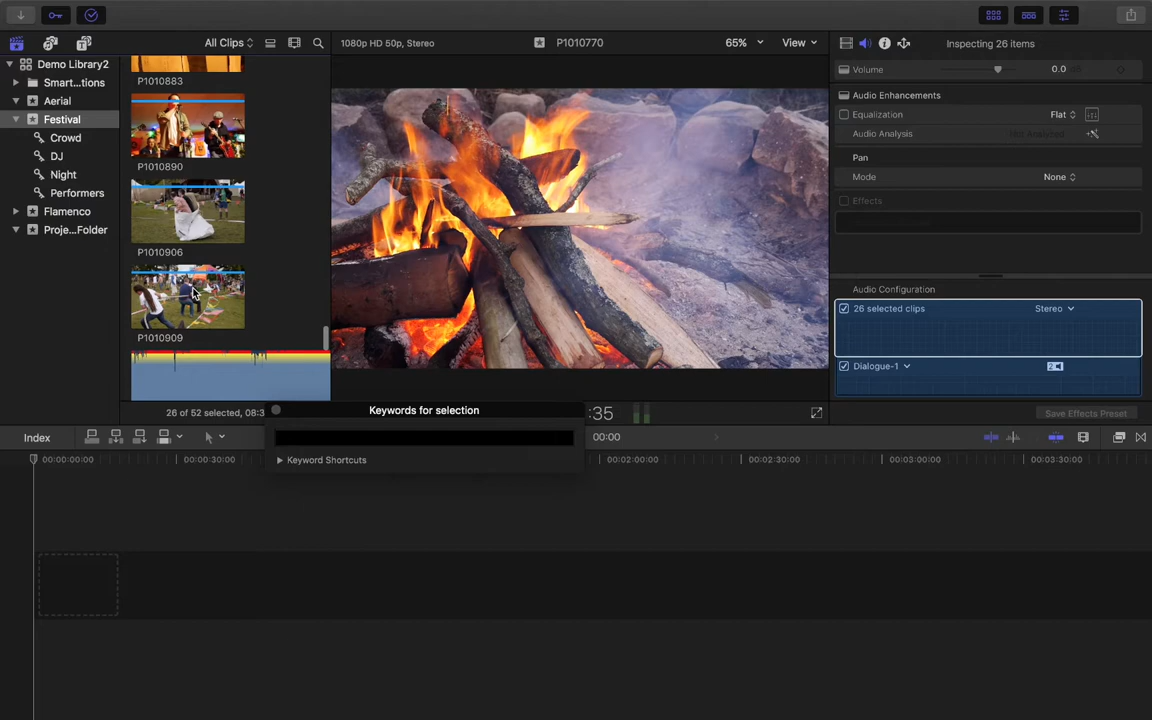 All Clips
1080p HD 50p, Stereo
P1010770
65%
View
Inspecting 26 items
Demo Library2
Smart...tions
Aerial
Festival
Crowd
DJ
Night
Performers
Flamenco
Proje...Folder
P1010883
P1010890
P1010906
P1010909
26 of 52 selected, 08:3
:35
Volume
0.0
dB
Audio Enhancements
Equalization
Flat
Audio Analysis
Not Analyzed
Pan
Mode
None
Effects
Audio Configuration
26 selected clips
Stereo
Dialogue-1
2
Save Effects Preset
Keywords for selection
Keyword Shortcuts
Index
00:00
00:00:00:00
00:00:30:00
00:02:00:00
00:02:30:00
00:03:00:00
00:03:30:00